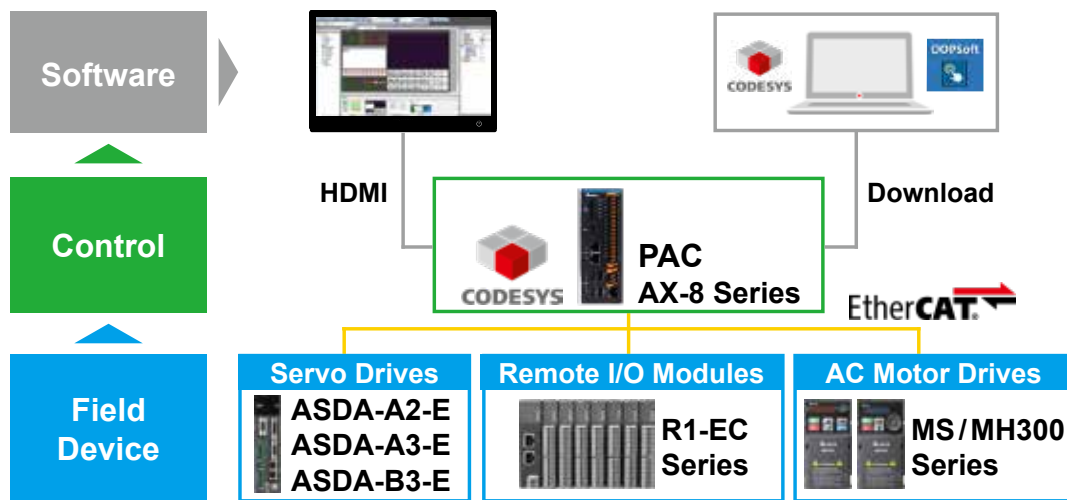 Software
CODESYS
DOPSoft
HDMI
Download
Control
CODESYS
PAC
AX-8 Series
EtherCAT.
Field
Device
Servo Drives
ASDA-A2-E
ASDA-A3-E
ASDA-B3-E
Remote I/O Modules
R1-EC
Series
AC Motor Drives
MS/MH300
Series